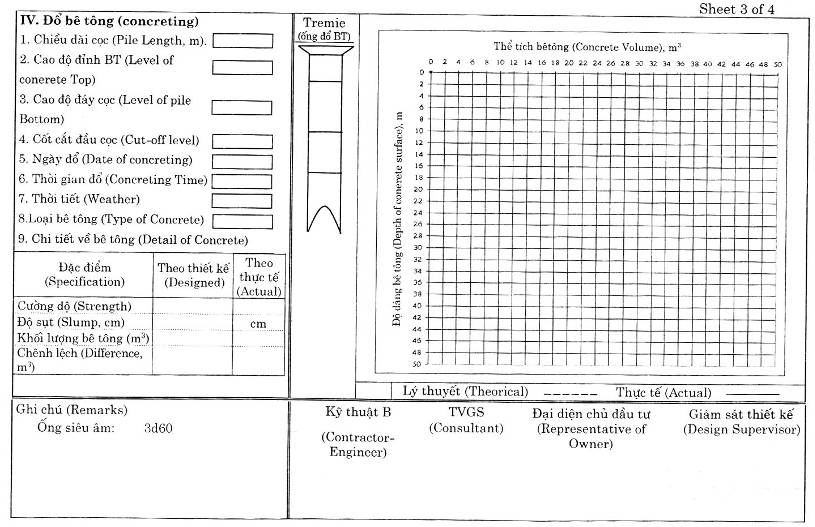 Sheet 3 of 4
IV. Đổ bê tông (concreting)
1. Chiều dài cọc (Pile Length, m).
2. Cao độ đỉnh BT (Level of
concrete Top)
3. Cao độ đáy cọc (Level of pile
Bottom)
4. Cốt cắt đầu cọc (Cut-off level)
5. Ngày đổ (Date of concreting)
6. Thời gian đổ (Concreting Time)
7. Thời tiết (Weather)
8.Loại bê tông (Type of Concrete)
9. Chi tiết về bê tông (Detail of Concrete)
Đặc điểm
(Specification)
Theo thiết kế
(Designed)
Theo
thực tế
(Actual)
Cường độ (Strength)
Độ sụt (Slump, cm)
cm
Khối lượng bê tông (m³)
Chênh lệch (Difference,
m³)
Tremie
(ống đổ BT)
Thể tích bêtông (Concrete Volume), m³
0 2 4 6 8 10 12 14 16 18 20 22 24 26 28 30 32 34 36 38 40 42 44 46 48 50
Độ dâng bê tông (Depth of concrete surface), m
0
2
4
6
8
10
12
14
16
18
20
22
24
26
28
30
32
34
36
38
40
42
44
46
48
50
Lý thuyết (Theorical) ------ Thực tế (Actual)
Ghi chú (Remarks)
Ống siêu âm: 3d60
Kỹ thuật B
(Contractor-
Engineer)
TVGS
(Consultant)
Đại diện chủ đầu tư
(Representative of
Owner)
Giám sát thiết kế
(Design Supervisor)